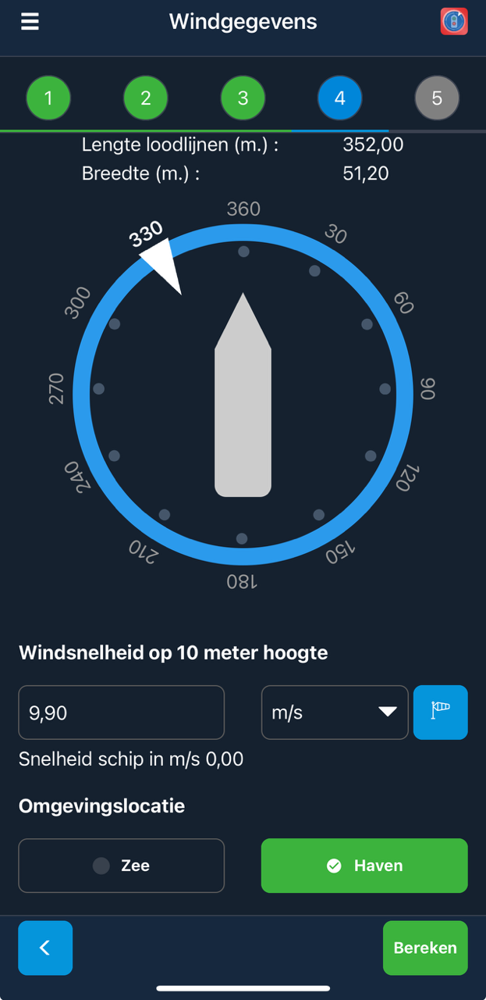 Windgegevens
1 2 3 4 5
Lengte loodlijnen (m.) : 352,00
Breedte (m.) : 51,20
360
330 30
300 60
270 90
240 120
210 150
180
Windsnelheid op 10 meter hoogte
9,90 m/s
Snelheid schip in m/s 0,00
Omgevingslocatie
Zee Haven
Bereken